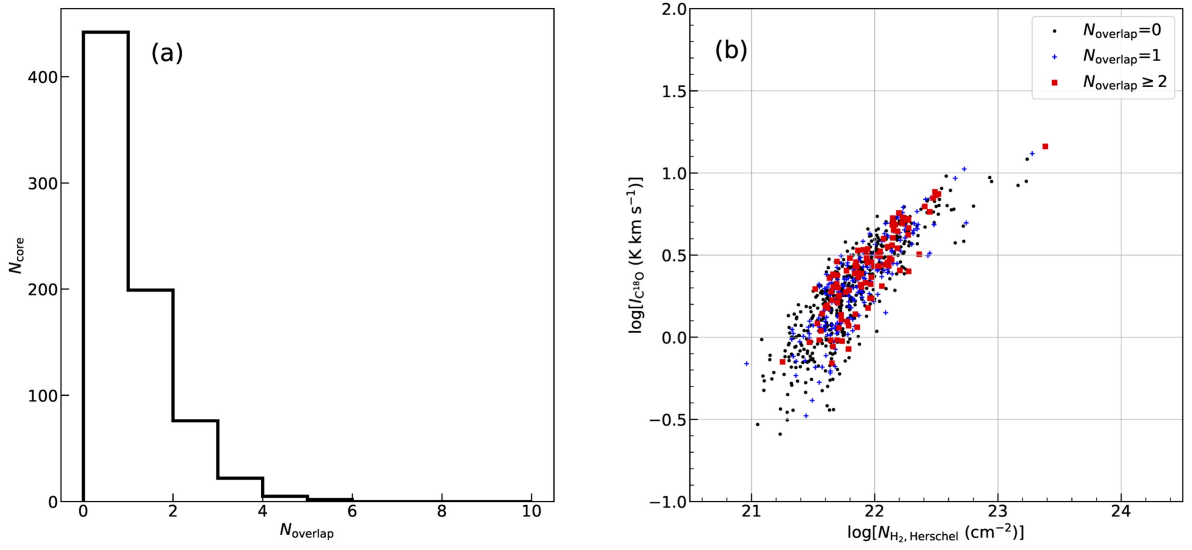 (a)
400
300
200
100
0
N_core
0 2 4 6 8 10
N_overlap
(b)
N_overlap=0
N_overlap=1
N_overlap ≥ 2
2.0
1.5
1.0
0.5
0.0
−0.5
−1.0
log[I_C¹⁸O (K km s⁻¹)]
21 22 23 24
log[N_H₂, Herschel (cm⁻²)]